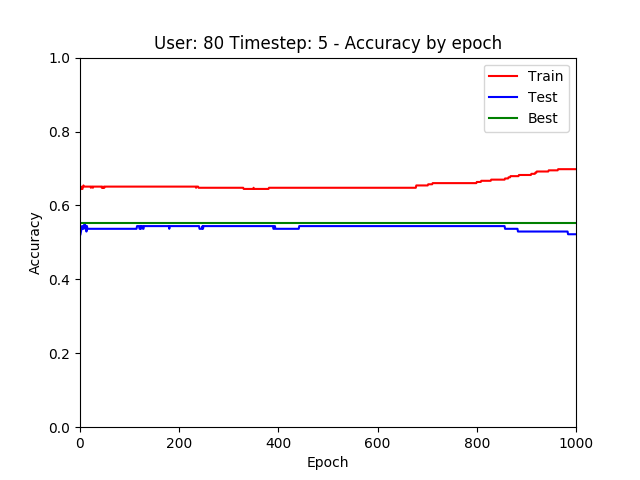 User: 80 Timestep: 5 - Accuracy by epoch
1.0
0.8
0.6
0.4
0.2
0.0
Accuracy
0 200 400 600 800 1000
Epoch
Train
Test
Best